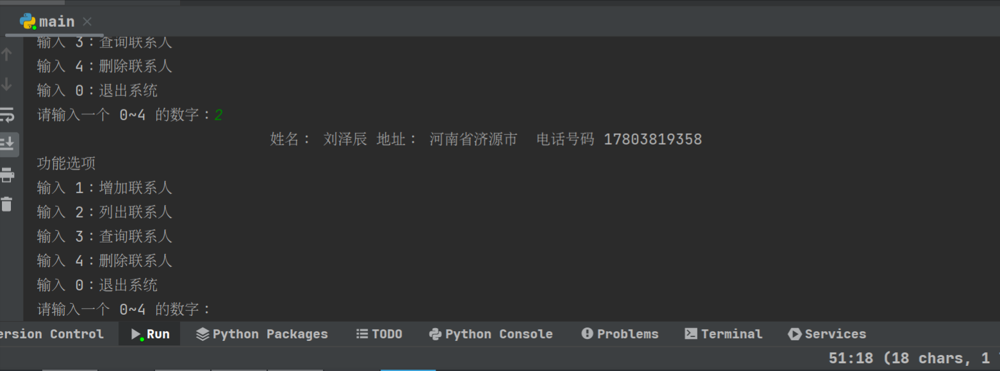 main
输入 3：查询联系人
输入 4：删除联系人
输入 0：退出系统
请输入一个 0~4 的数字：2
姓名： 刘泽辰 地址： 河南省济源市 电话号码 17803819358
功能选项
输入 1：增加联系人
输入 2：列出联系人
输入 3：查询联系人
输入 4：删除联系人
输入 0：退出系统
请输入一个 0~4 的数字：
ersion Control Run Python Packages TODO Python Console Problems Terminal Services
51:18 (18 chars, 1